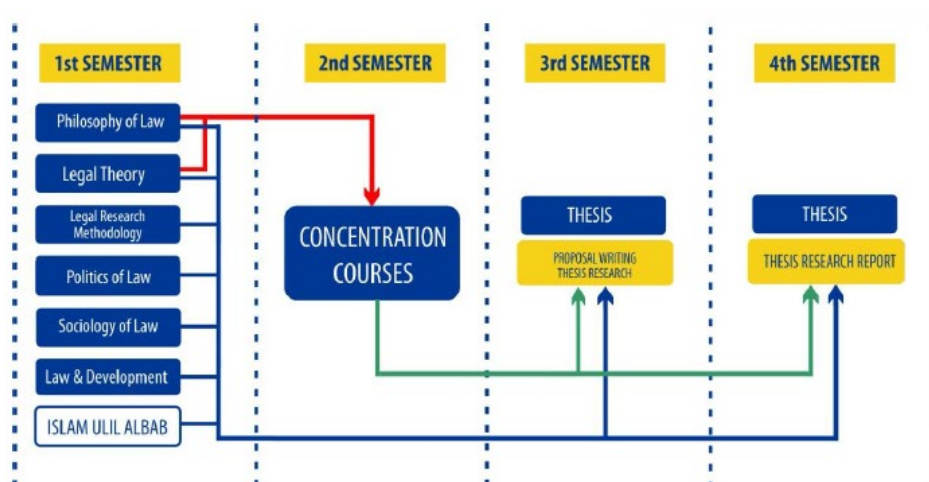 1st SEMESTER
2nd SEMESTER
3rd SEMESTER
4th SEMESTER
Philosophy of Law
Legal Theory
Legal Research
Methodology
Politics of Law
Sociology of Law
Law & Development
ISLAM ULIL ALBAB
CONCENTRATION
COURSES
THESIS
PROPOSAL WRITING
THESIS RESEARCH
THESIS
THESIS RESEARCH REPORT